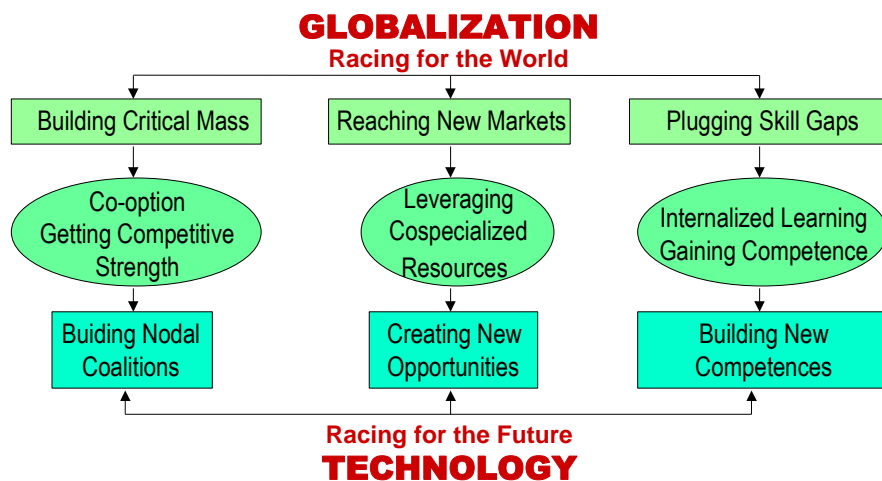 GLOBALIZATION
Racing for the World
Building Critical Mass
Reaching New Markets
Plugging Skill Gaps
Co-option
Getting Competitive
Strength
Leveraging
Cospecialized
Resources
Internalized Learning
Gaining Competence
Buiding Nodal
Coalitions
Creating New
Opportunities
Building New
Competences
Racing for the Future
TECHNOLOGY